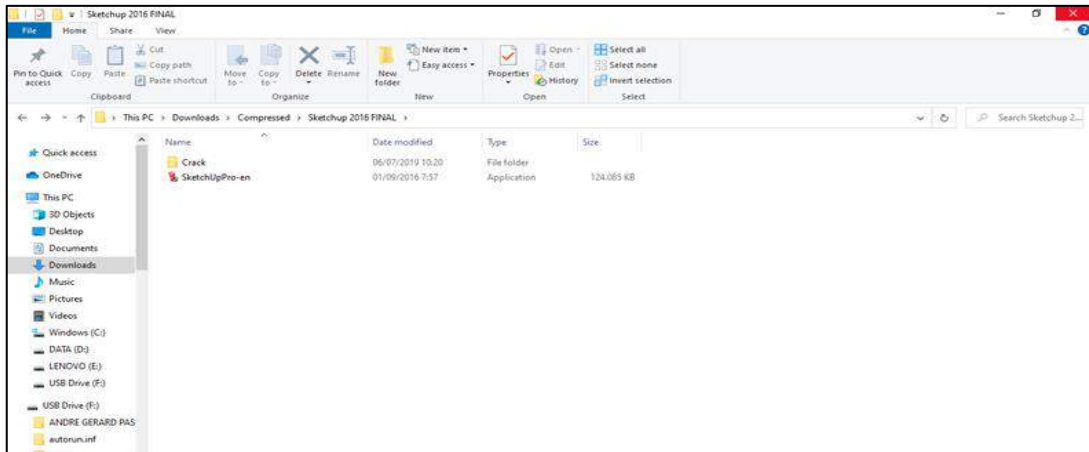 Sketchup 2016 FINAL
File Home Share View
Pin to Quick access
Copy
Paste
Cut
Copy path
Paste shortcut
Clipboard
Move to
Copy to
Delete
Rename
Organize
New folder
New item
Easy access
New
Properties
Open
Edit
History
Open
Select all
Select none
Invert selection
Select
This PC > Downloads > Compressed > Sketchup 2016 FINAL >
Search Sketchup 2...
Name Date modified Type Size
Crack 06/07/2019 10:20 File folder
SketchUpPro-en 01/09/2016 7:57 Application 124.085 KB
Quick access
OneDrive
This PC
3D Objects
Desktop
Documents
Downloads
Music
Pictures
Videos
Windows (C:)
DATA (D:)
LENOVO (E:)
USB Drive (F:)
USB Drive (F:)
ANDRE GERARD PAS
autorun.inf